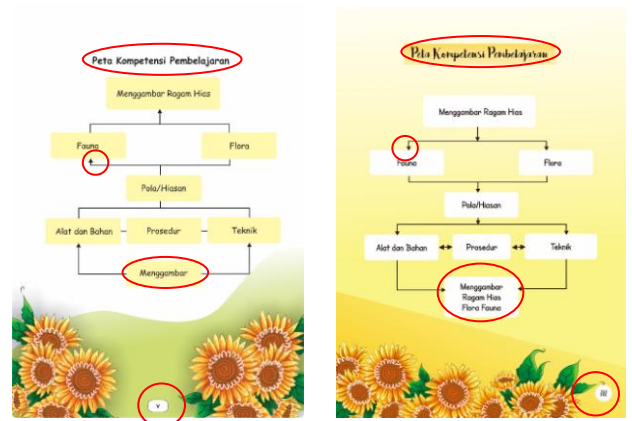 Peta Kompetensi Pembelajaran
Menggambar Ragam Hias
Fauna
Flora
Pola/Hiasan
Alat dan Bahan
Prosedur
Teknik
Menggambar
v
Peta Kompetensi Pembelajaran
Menggambar Ragam Hias
Fauna
Flora
Pola/Hiasan
Alat dan Bahan
Prosedur
Teknik
Menggambar
Ragam Hias
Flora Fauna
iii